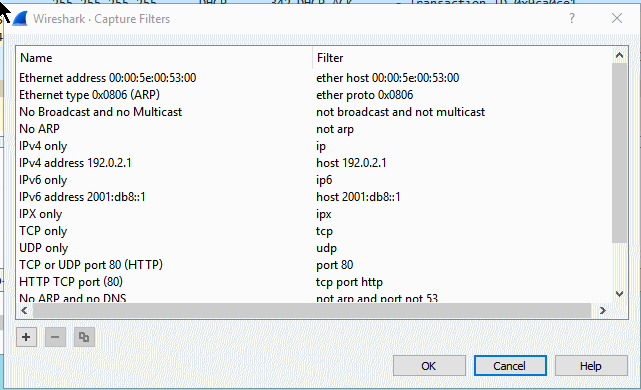 Wireshark · Capture Filters
Name Filter
Ethernet address 00:00:5e:00:53:00 ether host 00:00:5e:00:53:00
Ethernet type 0x0806 (ARP) ether proto 0x0806
No Broadcast and no Multicast not broadcast and not multicast
No ARP not arp
IPv4 only ip
IPv4 address 192.0.2.1 host 192.0.2.1
IPv6 only ip6
IPv6 address 2001:db8::1 host 2001:db8::1
IPX only ipx
TCP only tcp
UDP only udp
TCP or UDP port 80 (HTTP) port 80
HTTP TCP port (80) tcp port http
No ARP and no DNS not arp and port not 53
OK Cancel Help